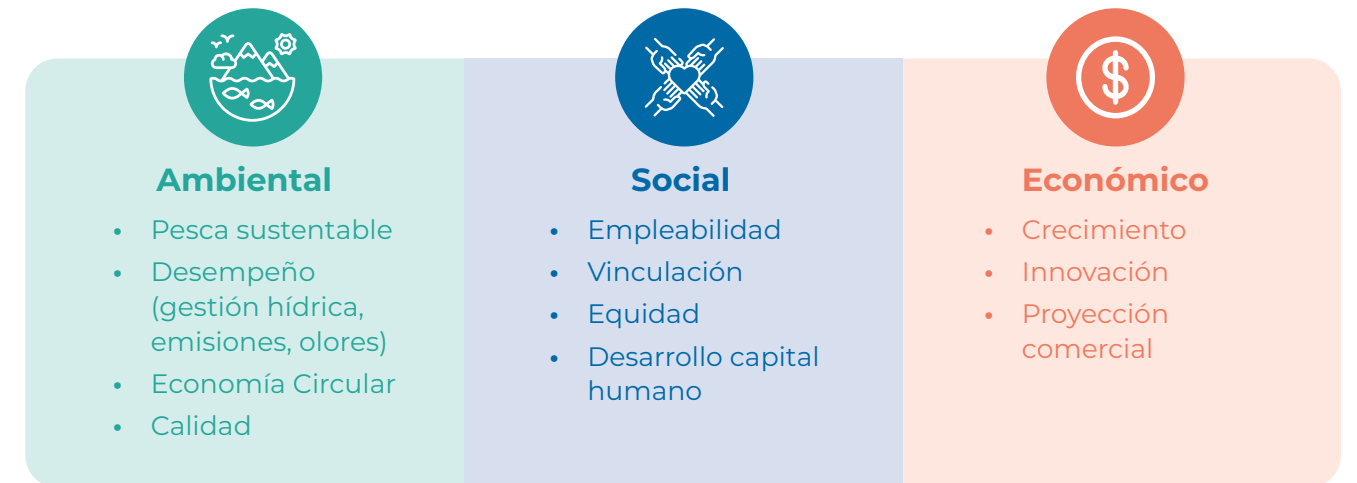 Ambiental
• Pesca sustentable
• Desempeño
(gestión hídrica,
emisiones, olores)
• Economía Circular
• Calidad
Social
• Empleabilidad
• Vinculación
• Equidad
• Desarrollo capital
humano
Económico
• Crecimiento
• Innovación
• Proyección
comercial